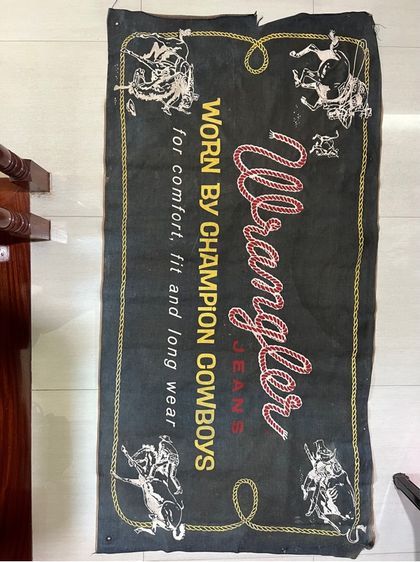 Wrangler
JEANS
WORN BY CHAMPION COWBOYS
for comfort, fit and long wear